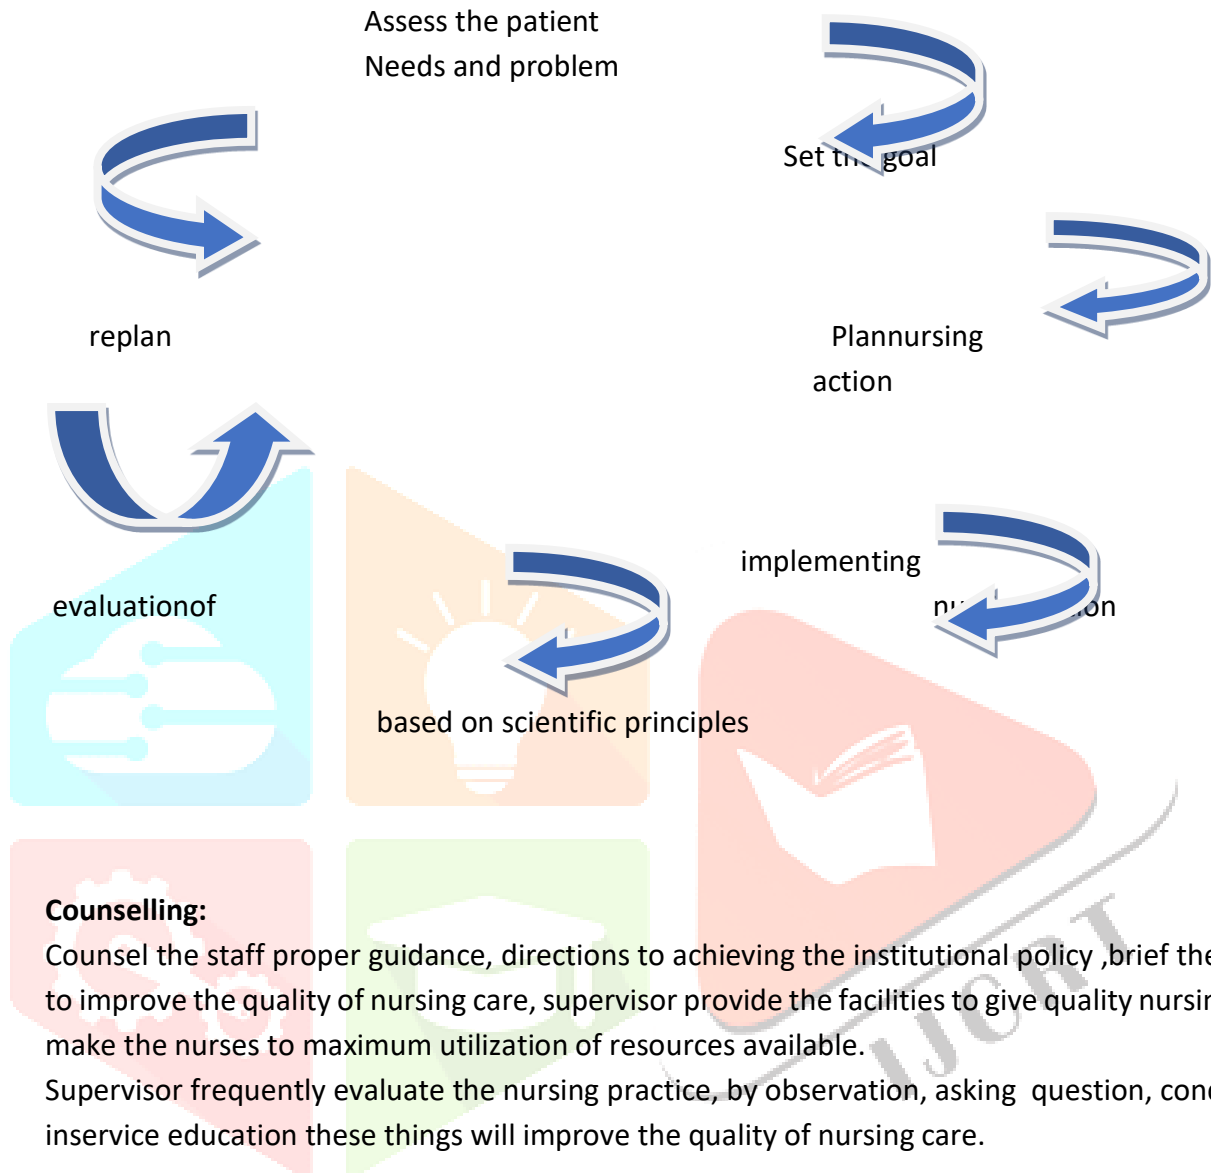 Assess the patient
Needs and problem
Set the goal
replan
Plannursing
action
implementing
evaluationof
based on scientific principles
Counselling:
Counsel the staff proper guidance, directions to achieving the institutional policy ,brief the
to improve the quality of nursing care, supervisor provide the facilities to give quality nursin
make the nurses to maximum utilization of resources available.
Supervisor frequently evaluate the nursing practice, by observation, asking question, cond
inservice education these things will improve the quality of nursing care.
IJCRT